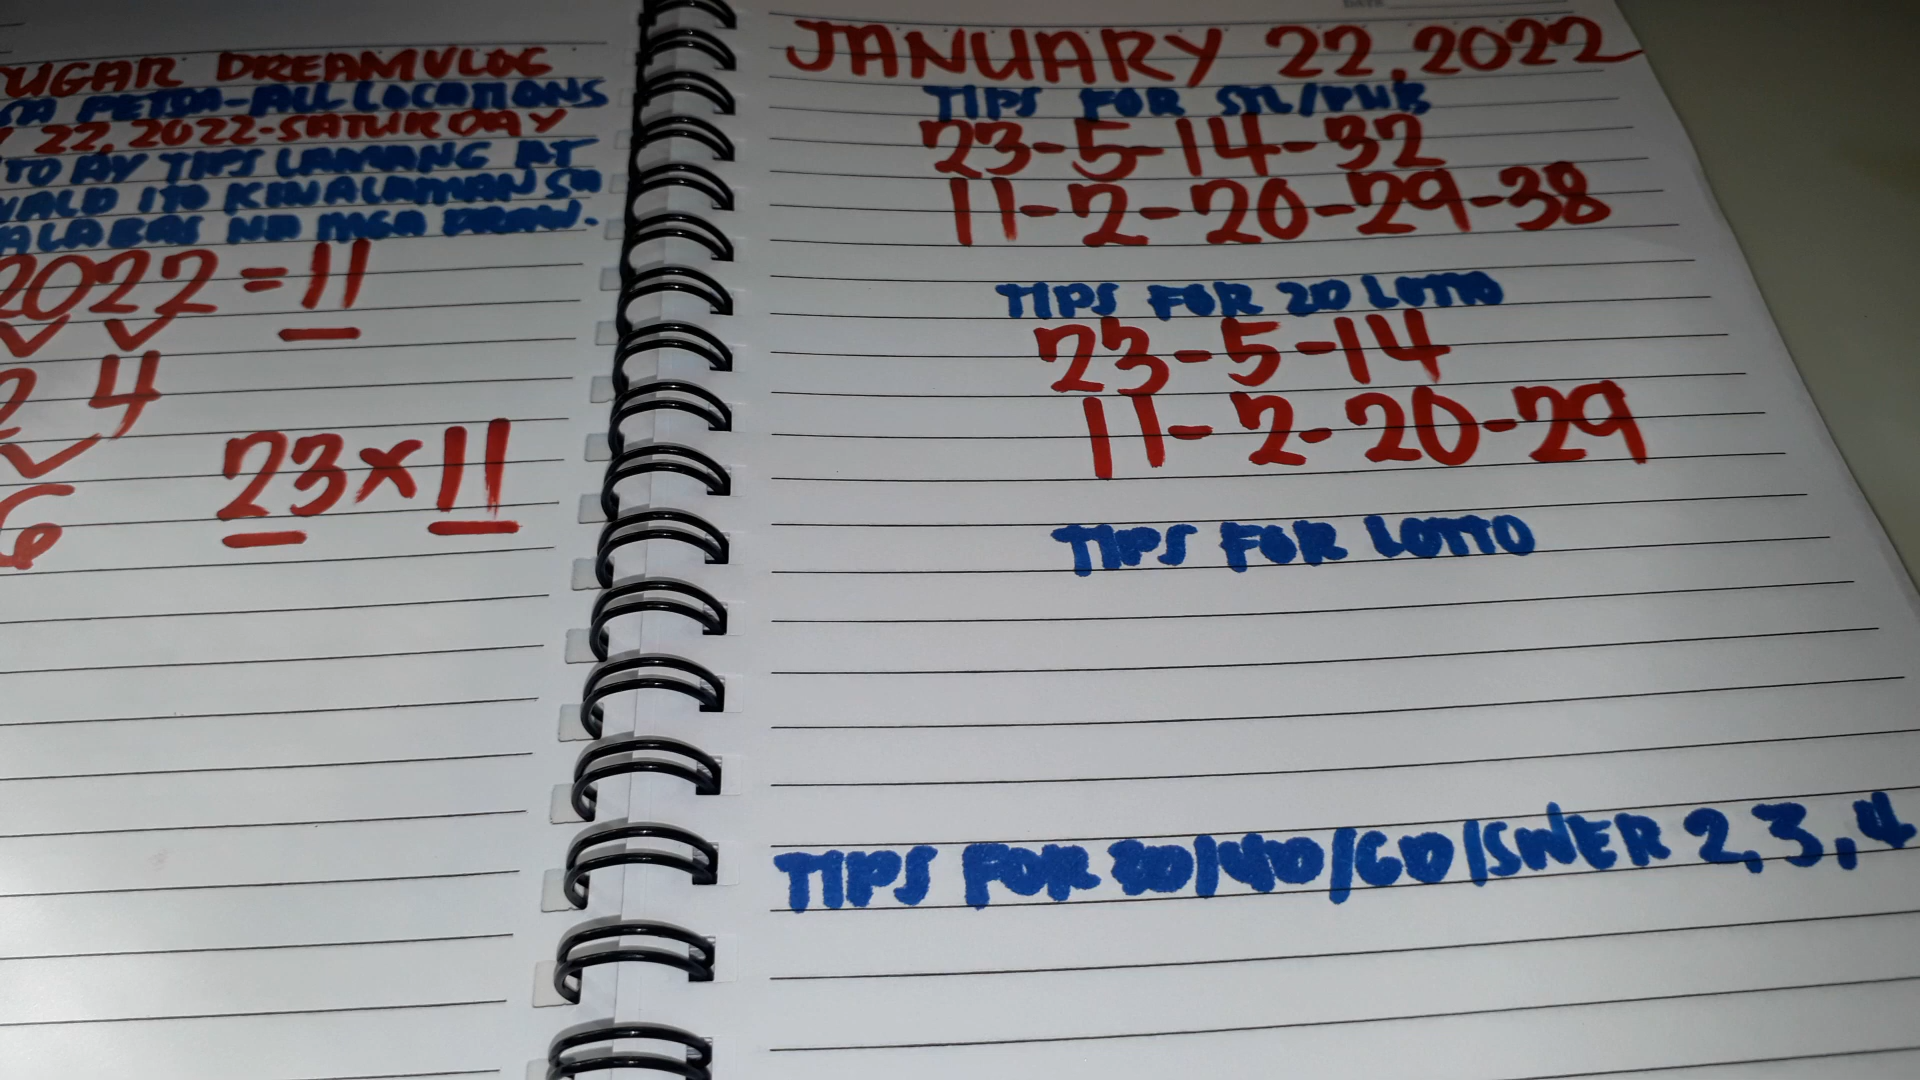 UGAR DREAMVLOG
SA PETSA-ALL LOCATIONS
22, 2022-SATURDAY
ITO AY TIPS LAMANG AT
WALD ITO KINALAMAN SA
ALABAS NA MGA DRAW.
2022 = 11
2 4
23 x 11
6
JANUARY 22, 2022
TIPS FOR STL/PHB
23-5-14-32
11-2-20-29-38
TIPS FOR 2D LOTTO
23-5-14
11-2-20-29
TIPS FOR LOTTO
TIPS FOR 3D/4D/6D/SWER 2,3,4